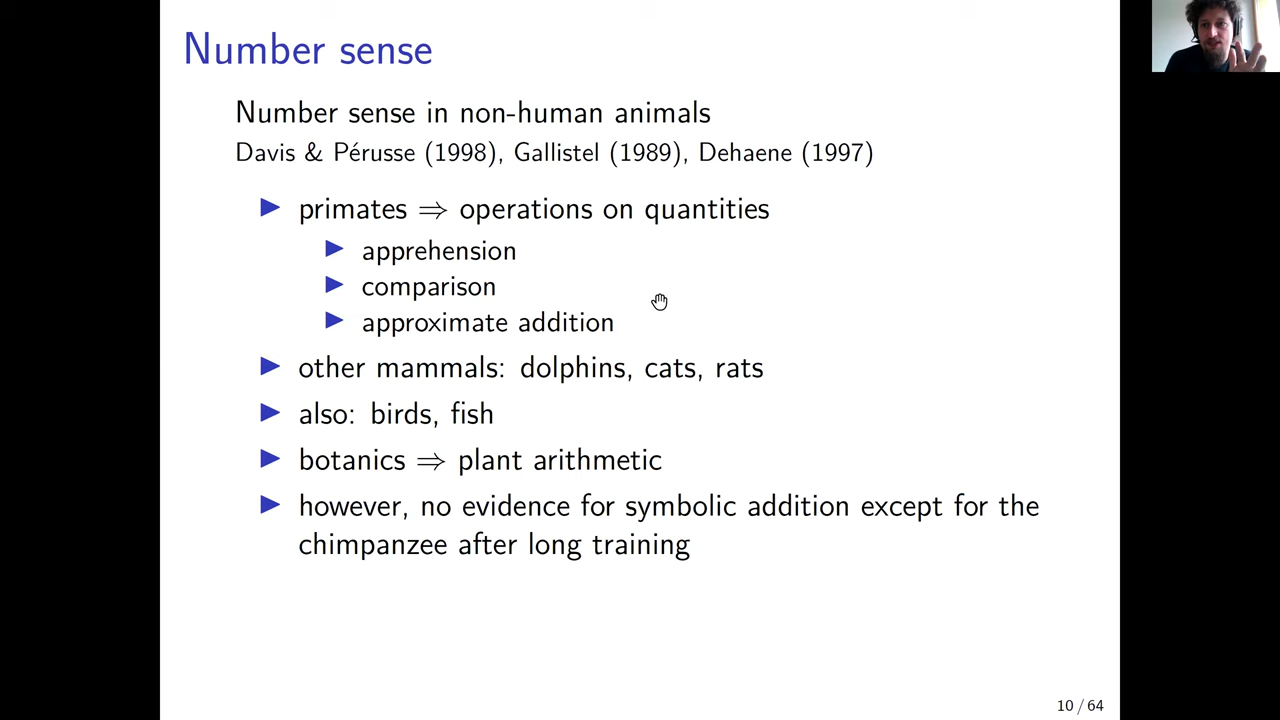 Number sense
Number sense in non-human animals
Davis & Pérusse (1998), Gallistel (1989), Dehaene (1997)
primates ⇒ operations on quantities
apprehension
comparison
approximate addition
other mammals: dolphins, cats, rats
also: birds, fish
botanics ⇒ plant arithmetic
however, no evidence for symbolic addition except for the
chimpanzee after long training
10 / 64